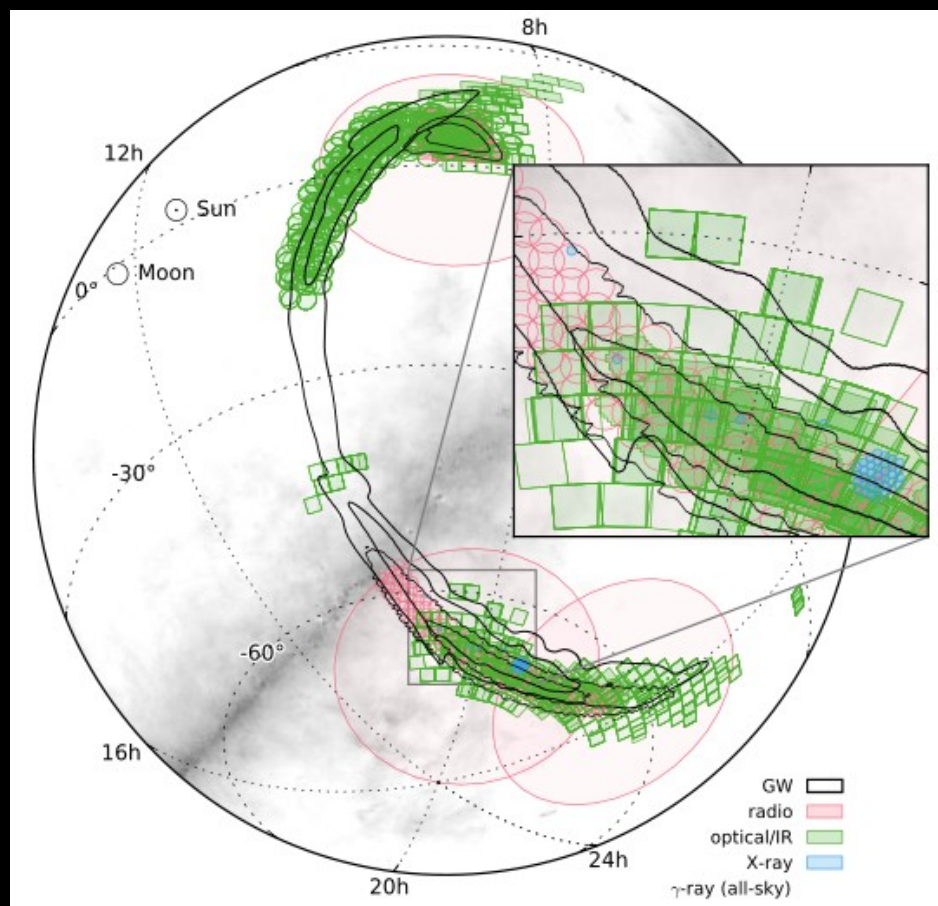 8h
12h
Sun
Moon
0°
-30°
-60°
16h
20h
24h
GW
radio
optical/IR
X-ray
γ-ray (all-sky)